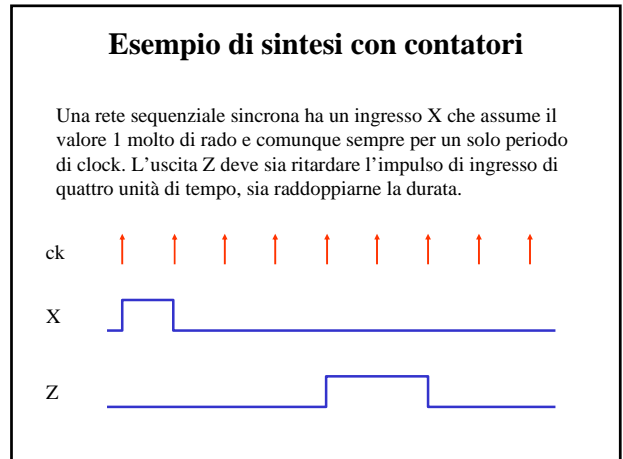 Esempio di sintesi con contatori
Una rete sequenziale sincrona ha un ingresso X che assume il
valore 1 molto di rado e comunque sempre per un solo periodo
di clock. L'uscita Z deve sia ritardare l'impulso di ingresso di
quattro unità di tempo, sia raddoppiarne la durata.
ck
X
Z